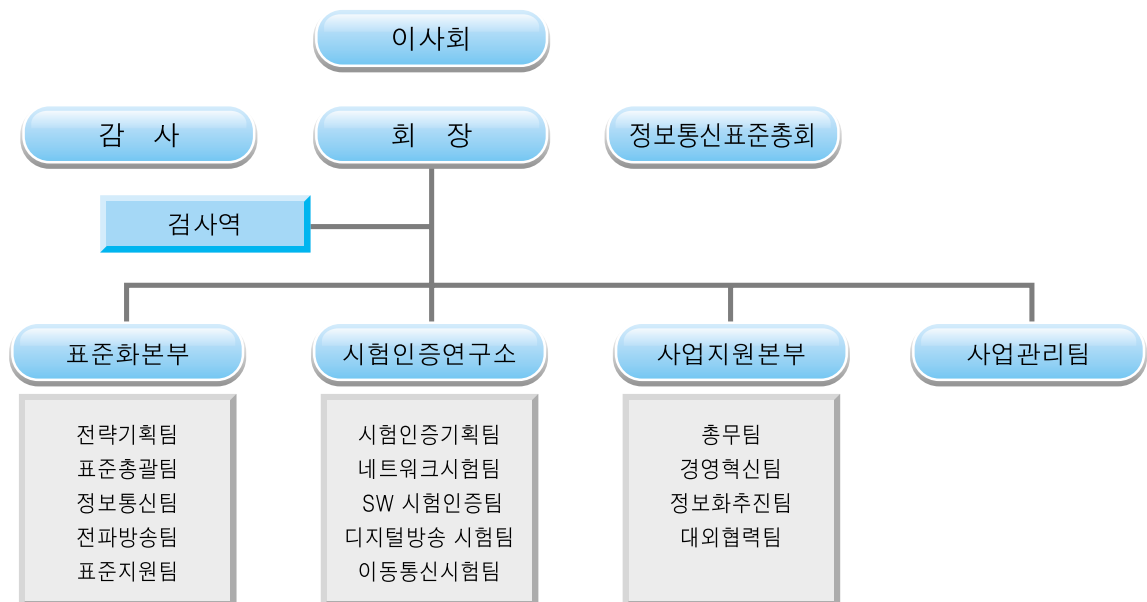 이사회
감 사
회 장
정보통신표준총회
검사역
표준화본부
시험인증연구소
사업지원본부
사업관리팀
전략기획팀
표준총괄팀
정보통신팀
전파방송팀
표준지원팀
시험인증기획팀
네트워크시험팀
SW 시험인증팀
디지털방송 시험팀
이동통신시험팀
총무팀
경영혁신팀
정보화추진팀
대외협력팀